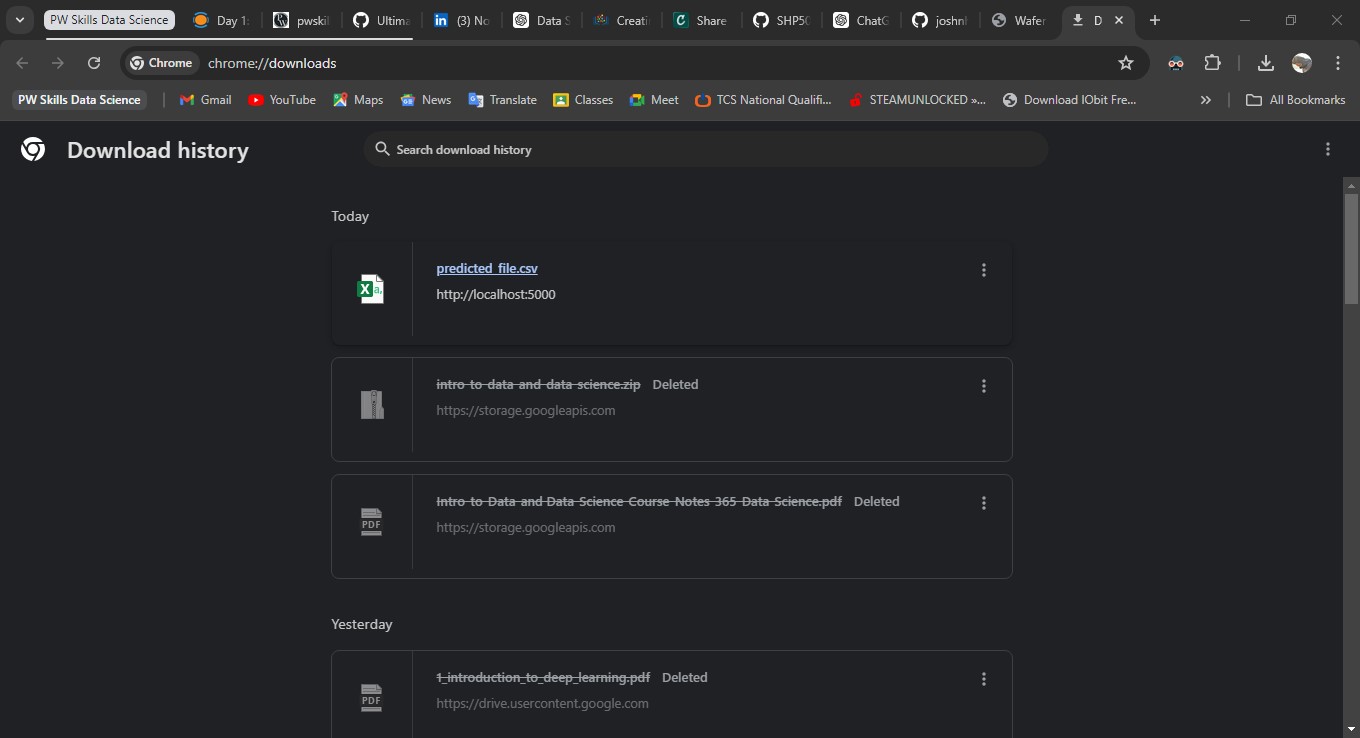 PW Skills Data Science
Day 1:
pwskil
Ultima
(3) No
Data S
Creati
Share
SHP50
ChatG
joshnl
Wafer
D
Chrome
chrome://downloads
PW Skills Data Science
Gmail
YouTube
Maps
News
Translate
Classes
Meet
TCS National Qualifi...
STEAMUNLOCKED »...
Download IObit Fre...
All Bookmarks
Download history
Search download history
Today
predicted_file.csv
http://localhost:5000
intro-to-data-and-data-science.zip Deleted
https://storage.googleapis.com
Intro-to-Data-and-Data-Science-Course-Notes-365-Data-Science.pdf Deleted
https://storage.googleapis.com
PDF
Yesterday
1_introduction_to_deep_learning.pdf Deleted
https://drive.usercontent.google.com
PDF